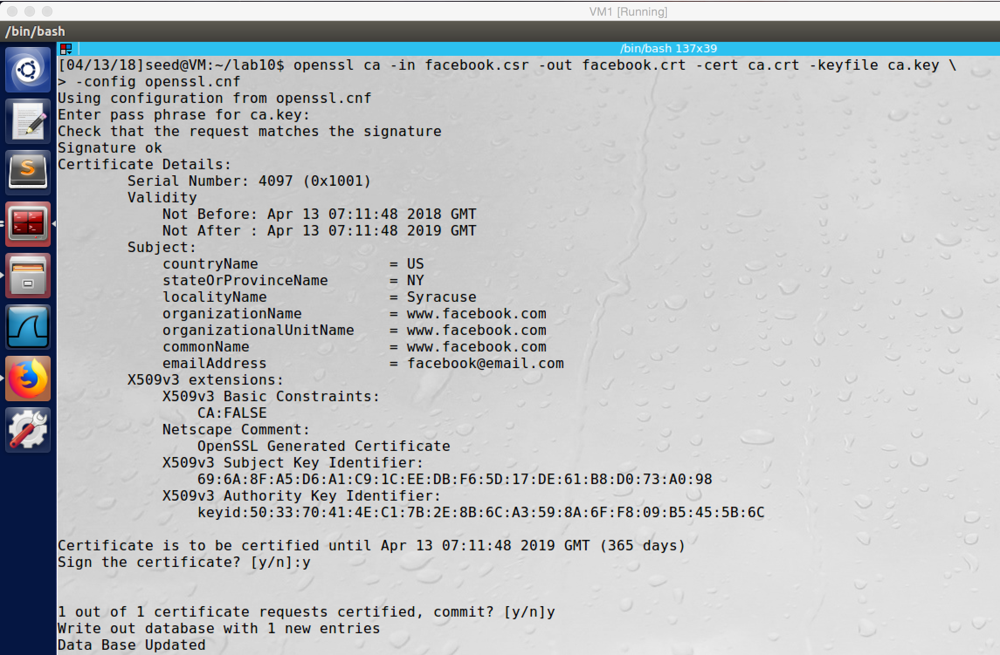 VM1 [Running]
/bin/bash
/bin/bash 137x39
[04/13/18]seed@VM:~/lab10$ openssl ca -in facebook.csr -out facebook.crt -cert ca.crt -keyfile ca.key \
> -config openssl.cnf
Using configuration from openssl.cnf
Enter pass phrase for ca.key:
Check that the request matches the signature
Signature ok
Certificate Details:
        Serial Number: 4097 (0x1001)
        Validity
            Not Before: Apr 13 07:11:48 2018 GMT
            Not After : Apr 13 07:11:48 2019 GMT
        Subject:
            countryName               = US
            stateOrProvinceName       = NY
            localityName              = Syracuse
            organizationName          = www.facebook.com
            organizationalUnitName    = www.facebook.com
            commonName                = www.facebook.com
            emailAddress              = facebook@email.com
        X509v3 extensions:
            X509v3 Basic Constraints:
                CA:FALSE
            Netscape Comment:
                OpenSSL Generated Certificate
            X509v3 Subject Key Identifier:
                69:6A:8F:A5:D6:A1:C9:1C:EE:DB:F6:5D:17:DE:61:B8:D0:73:A0:98
            X509v3 Authority Key Identifier:
                keyid:50:33:70:41:4E:C1:7B:2E:8B:6C:A3:59:8A:6F:F8:09:B5:45:5B:6C
Certificate is to be certified until Apr 13 07:11:48 2019 GMT (365 days)
Sign the certificate? [y/n]:y
1 out of 1 certificate requests certified, commit? [y/n]y
Write out database with 1 new entries
Data Base Updated